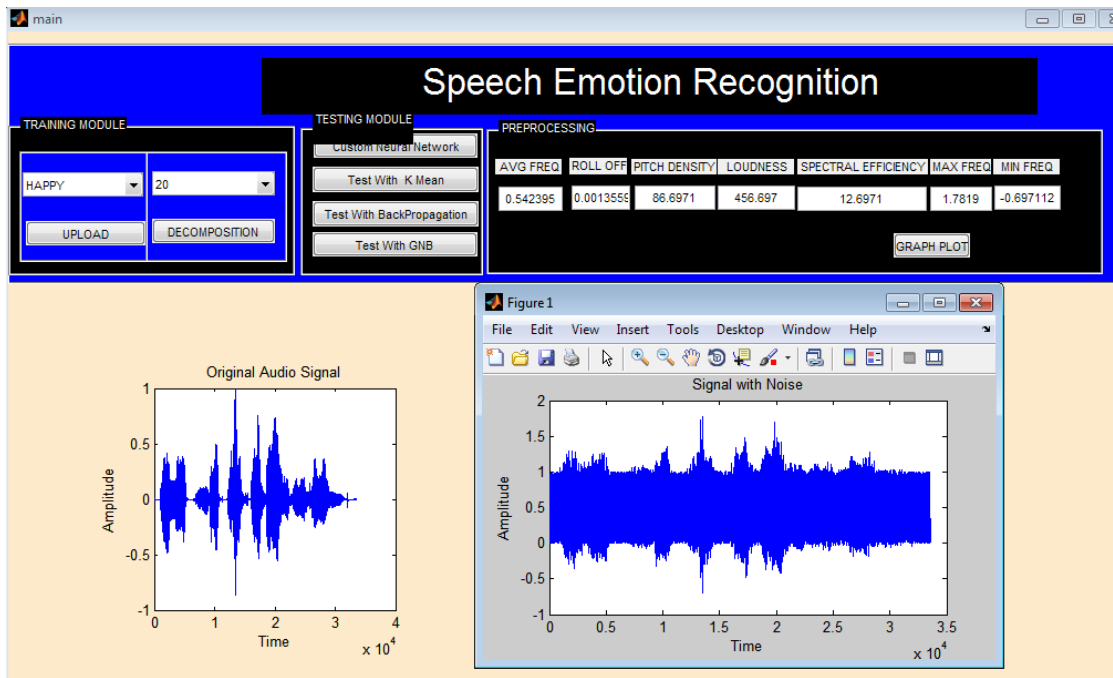 main
Speech Emotion Recognition
TRAINING MODULE
HAPPY
20
UPLOAD
DECOMPOSITION
TESTING MODULE
Custom Neural Network
Test With K Mean
Test With BackPropagation
Test With GNB
PREPROCESSING
AVG FREQ ROLL OFF PITCH DENSITY LOUDNESS SPECTRAL EFFICIENCY MAX FREQ MIN FREQ
0.542395 0.0013559 86.6971 456.697 12.6971 1.7819 -0.697112
GRAPH PLOT
Original Audio Signal
1
0.5
0
-0.5
-1
Amplitude
0 1 2 3 4
Time
x 10^4
Figure 1
File Edit View Insert Tools Desktop Window Help
Signal with Noise
2
1.5
1
0.5
0
-0.5
-1
Amplitude
0 0.5 1 1.5 2 2.5 3 3.5
Time
x 10^4